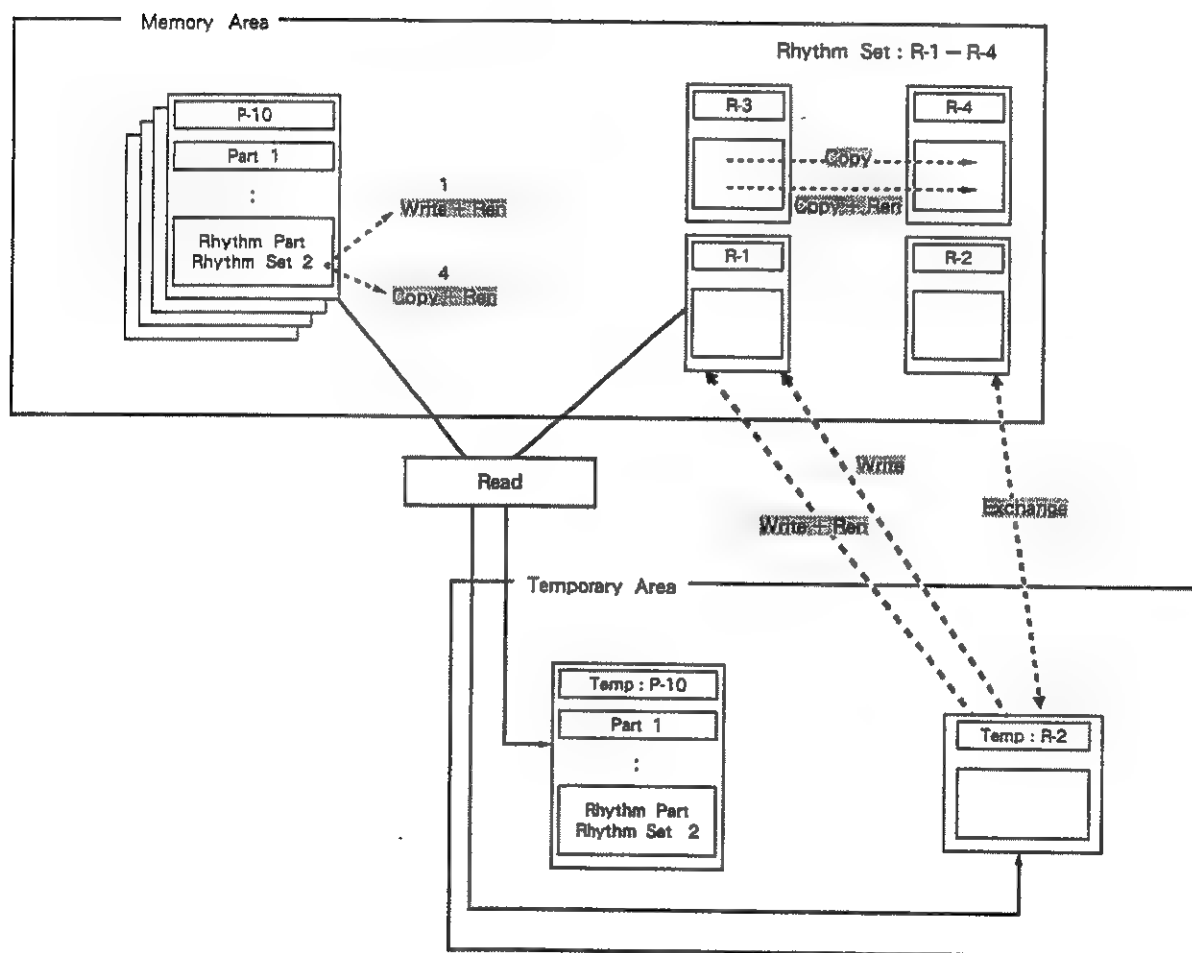 Memory Area
Rhythm Set : R-1 – R-4
P-10
Part 1
:
Rhythm Part
Rhythm Set 2
1
Write + Ren
4
Copy + Ren
R-3
R-4
Copy
Copy + Ren
R-1
R-2
Read
Write
Write + Ren
Exchange
Temporary Area
Temp : P-10
Part 1
:
Rhythm Part
Rhythm Set 2
Temp : R-2